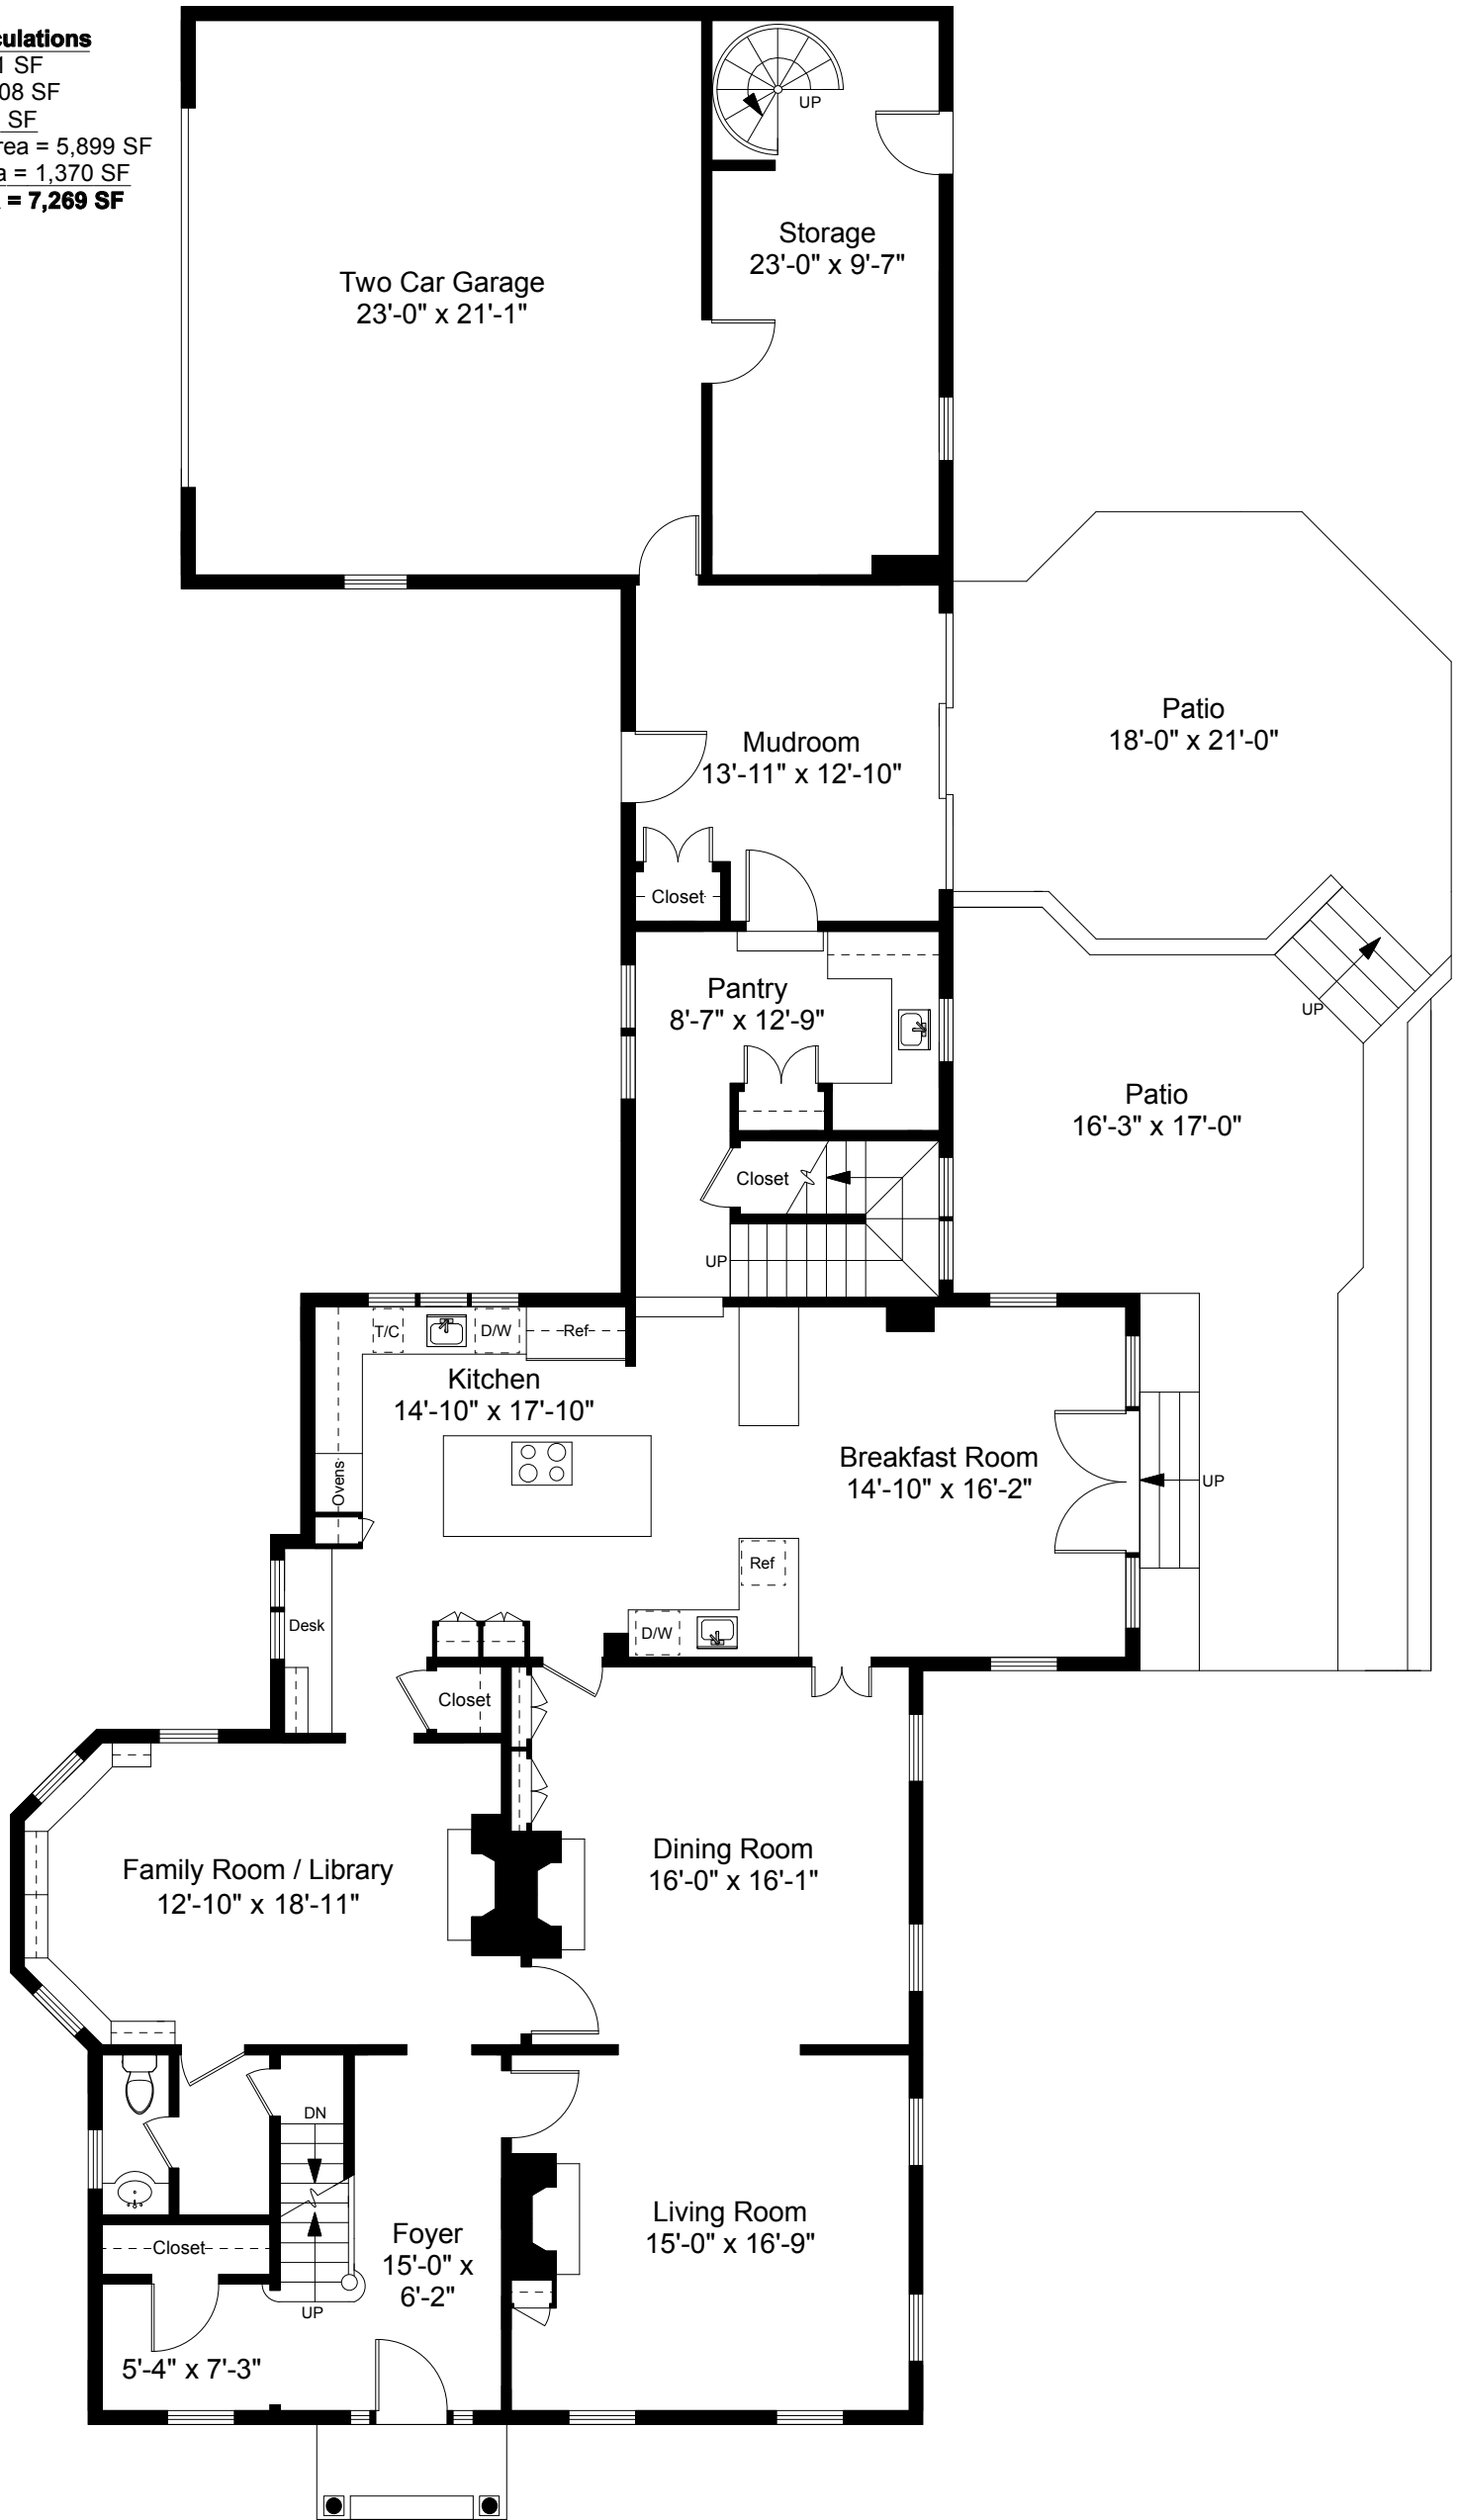 1 SF
08 SF
SF
= 5,899 SF
= 1,370 SF
= 7,269 SF
UP
Storage
23'-0" x 9'-7"
Two Car Garage
23'-0" x 21'-1"
Patio
18'-0" x 21'-0"
Mudroom
13'-11" x 12'-10"
Closet
Pantry
8'-7" x 12'-9"
UP
Patio
16'-3" x 17'-0"
Closet
UP
T/C
D/W
Ref
Kitchen
14'-10" x 17'-10"
Breakfast Room
14'-10" x 16'-2"
Ovens
UP
Ref
Desk
D/W
Closet
Dining Room
16'-0" x 16'-1"
Family Room / Library
12'-10" x 18'-11"
DN
Living Room
15'-0" x 16'-9"
Foyer
15'-0" x
6'-2"
Closet
UP
5'-4" x 7'-3"